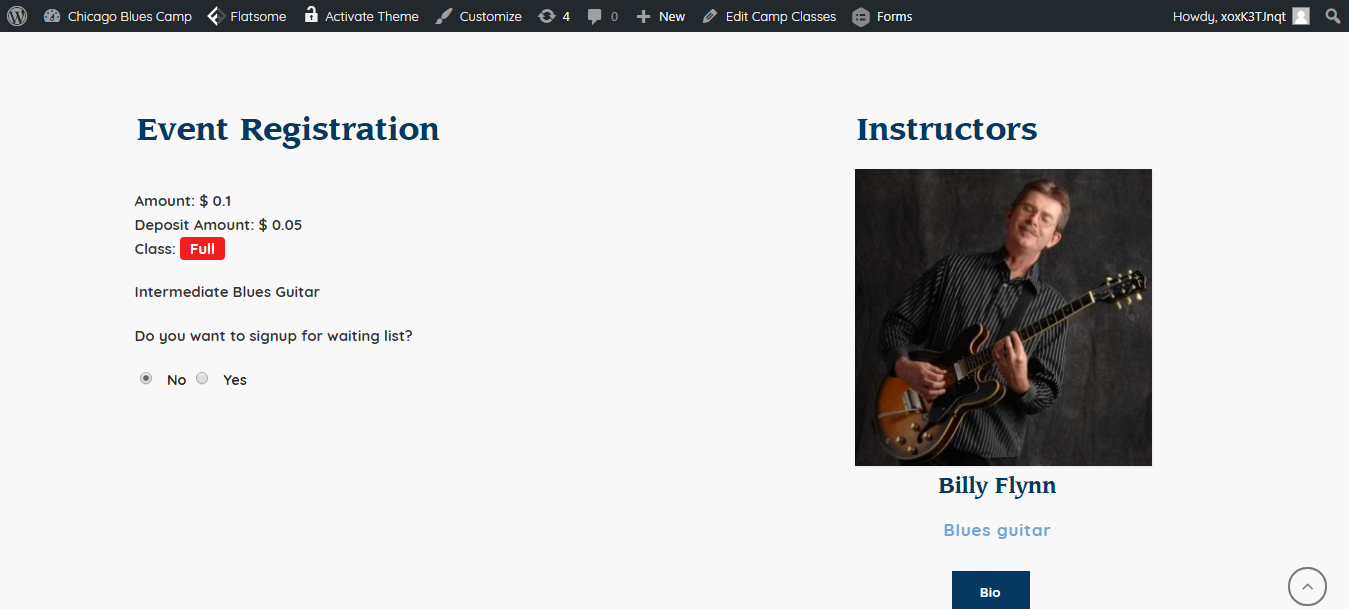 Chicago Blues Camp Flatsome Activate Theme Customize 4 0 New Edit Camp Classes Forms Howdy, xoxK3TJnqt
Event Registration
Amount: $ 0.1
Deposit Amount: $ 0.05
Class: Full
Intermediate Blues Guitar
Do you want to signup for waiting list?
No Yes
Instructors
Billy Flynn
Blues guitar
Bio